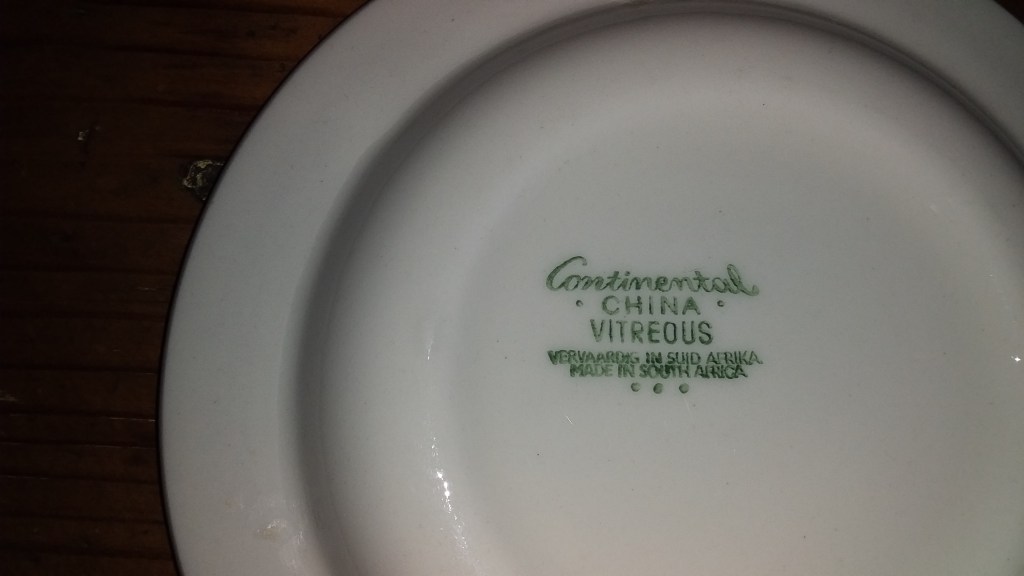 Continental
• CHINA •
VITREOUS
VERVAARDIG IN SUID AFRIKA
MADE IN SOUTH AFRICA
• • •